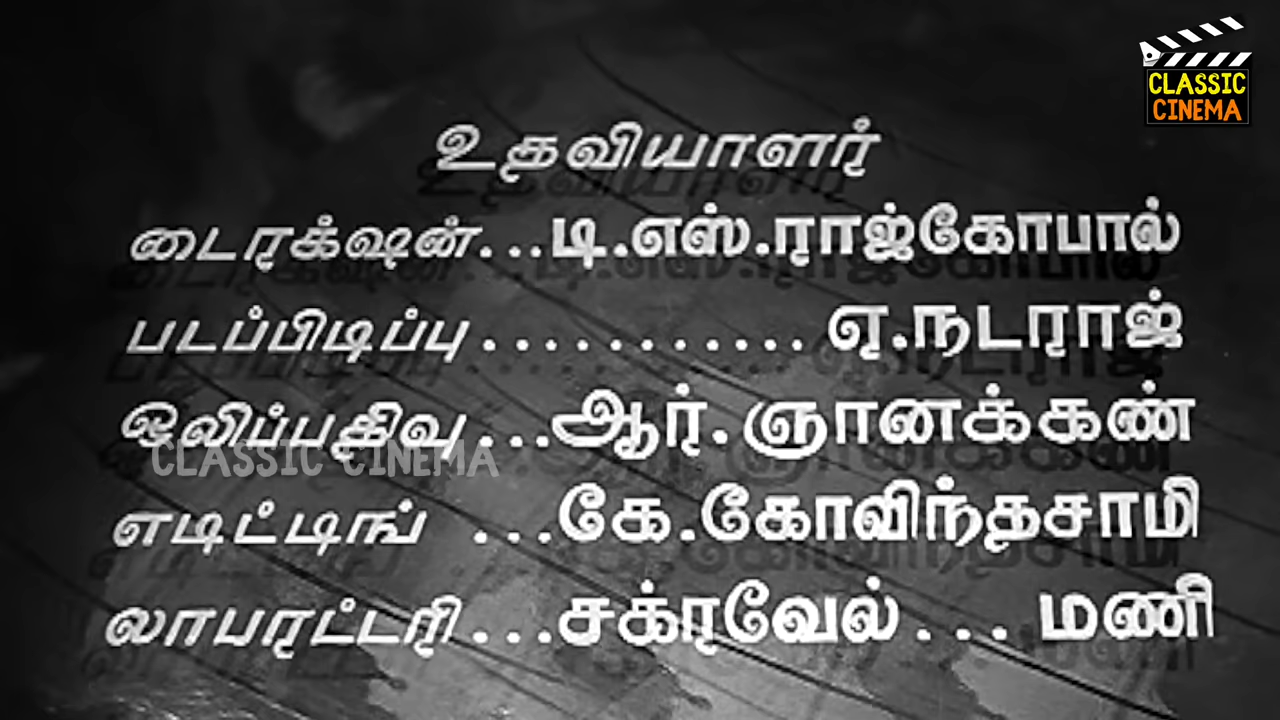 CLASSIC
CINEMA
உதவியாளர்
டைரக்ஷன்...டி.எஸ்.ராஜ்கோபால்
படப்பிடிப்பு...........ஏ.நடராஜ்
ஒலிப்பதிவு...ஆர்.ஞானக்கண்
CLASSIC CINEMA
எடிட்டிங் ...கே.கோவிந்தசாமி
லாபரட்டரி...சக்ரவேல்... மணி